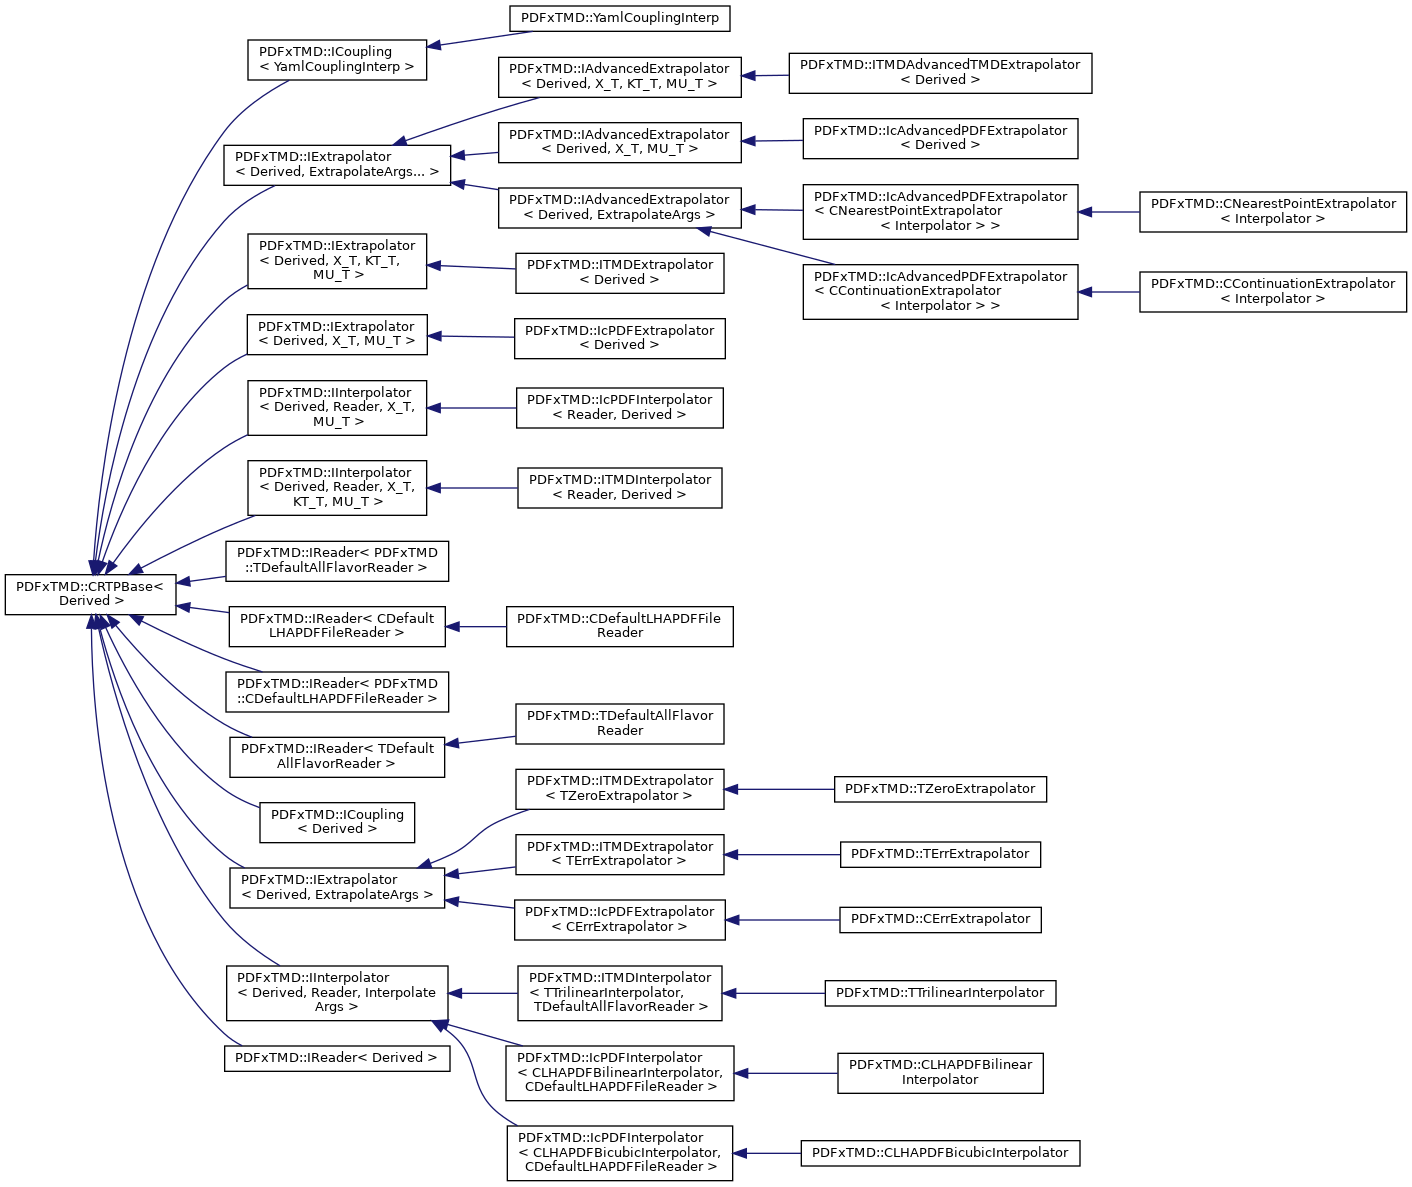 PDFxTMD::YamlCouplingInterp
PDFxTMD::ICoupling
< YamlCouplingInterp >
PDFxTMD::IAdvancedExtrapolator
< Derived, X_T, KT_T, MU_T >
PDFxTMD::ITMDAdvancedTMDExtrapolator
< Derived >
PDFxTMD::IAdvancedExtrapolator
< Derived, X_T, MU_T >
PDFxTMD::IcAdvancedPDFExtrapolator
< Derived >
PDFxTMD::IExtrapolator
< Derived, ExtrapolateArgs... >
PDFxTMD::IAdvancedExtrapolator
< Derived, ExtrapolateArgs >
PDFxTMD::IcAdvancedPDFExtrapolator
< CNearestPointExtrapolator
< Interpolator > >
PDFxTMD::CNearestPointExtrapolator
< Interpolator >
PDFxTMD::IExtrapolator
< Derived, X_T, KT_T,
MU_T >
PDFxTMD::ITMDExtrapolator
< Derived >
PDFxTMD::IcAdvancedPDFExtrapolator
< CContinuationExtrapolator
< Interpolator > >
PDFxTMD::CContinuationExtrapolator
< Interpolator >
PDFxTMD::IExtrapolator
< Derived, X_T, MU_T >
PDFxTMD::IcPDFExtrapolator
< Derived >
PDFxTMD::IInterpolator
< Derived, Reader, X_T,
MU_T >
PDFxTMD::IcPDFInterpolator
< Reader, Derived >
PDFxTMD::IInterpolator
< Derived, Reader, X_T,
KT_T, MU_T >
PDFxTMD::ITMDInterpolator
< Reader, Derived >
PDFxTMD::IReader< PDFxTMD
::TDefaultAllFlavorReader >
PDFxTMD::CRTPBase<
Derived >
PDFxTMD::IReader< CDefault
LHAPDFFileReader >
PDFxTMD::CDefaultLHAPDFFile
Reader
PDFxTMD::IReader< PDFxTMD
::CDefaultLHAPDFFileReader >
PDFxTMD::IReader< TDefault
AllFlavorReader >
PDFxTMD::TDefaultAllFlavor
Reader
PDFxTMD::ICoupling
< Derived >
PDFxTMD::ITMDExtrapolator
< TZeroExtrapolator >
PDFxTMD::TZeroExtrapolator
PDFxTMD::ITMDExtrapolator
< TErrExtrapolator >
PDFxTMD::TErrExtrapolator
PDFxTMD::IExtrapolator
< Derived, ExtrapolateArgs >
PDFxTMD::IcPDFExtrapolator
< CErrExtrapolator >
PDFxTMD::CErrExtrapolator
PDFxTMD::IInterpolator
< Derived, Reader, Interpolate
Args >
PDFxTMD::ITMDInterpolator
< TTrilinearInterpolator,
TDefaultAllFlavorReader >
PDFxTMD::TTrilinearInterpolator
PDFxTMD::IReader< Derived >
PDFxTMD::IcPDFInterpolator
< CLHAPDFBilinearInterpolator,
CDefaultLHAPDFFileReader >
PDFxTMD::CLHAPDFBilinear
Interpolator
PDFxTMD::IcPDFInterpolator
< CLHAPDFBicubicInterpolator,
CDefaultLHAPDFFileReader >
PDFxTMD::CLHAPDFBicubicInterpolator